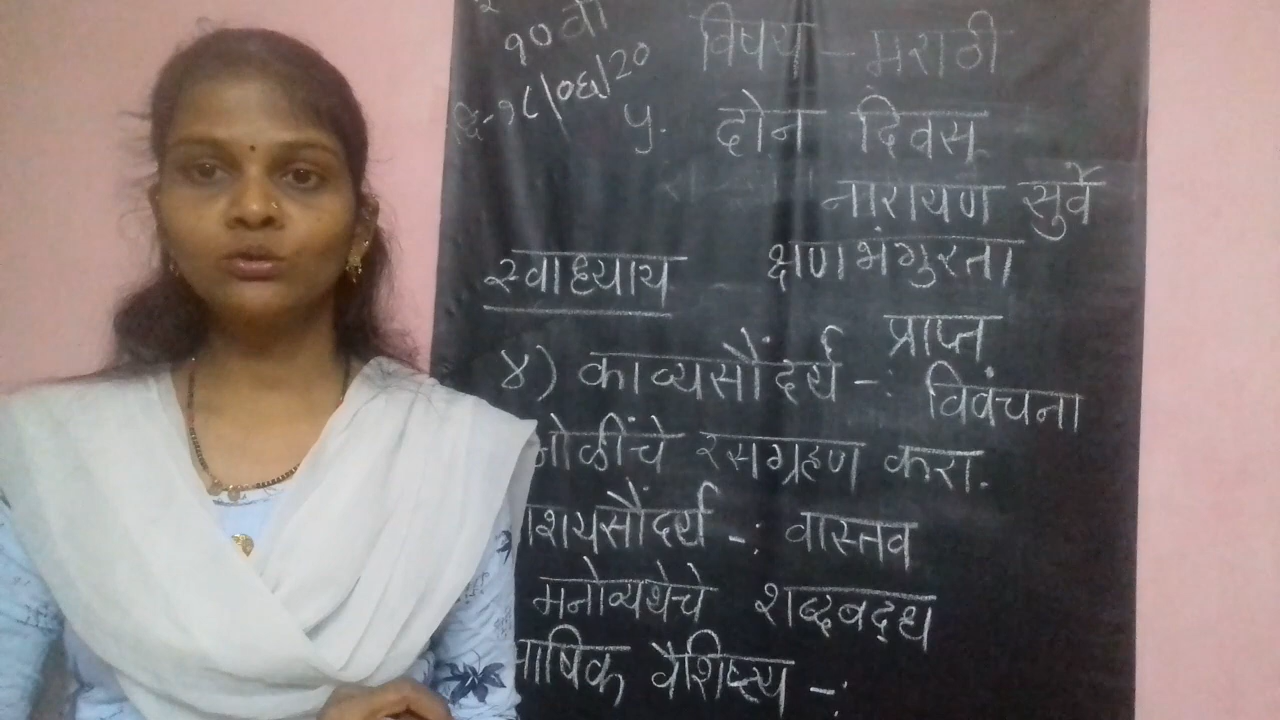 १० वी
विषय - मराठी
दि-१८/०६/२०
५. दोन दिवस
नारायण सुर्वे
स्वाध्याय
क्षणभंगुरता
प्राप्त
४) काव्यसौंदर्य -:
विवंचना
ओळींचे रसग्रहण करा.
शयसौंदर्य -: वास्तव
मनोव्यथेचे शब्दबद्ध
भाषिक वैशिष्ट्य -: